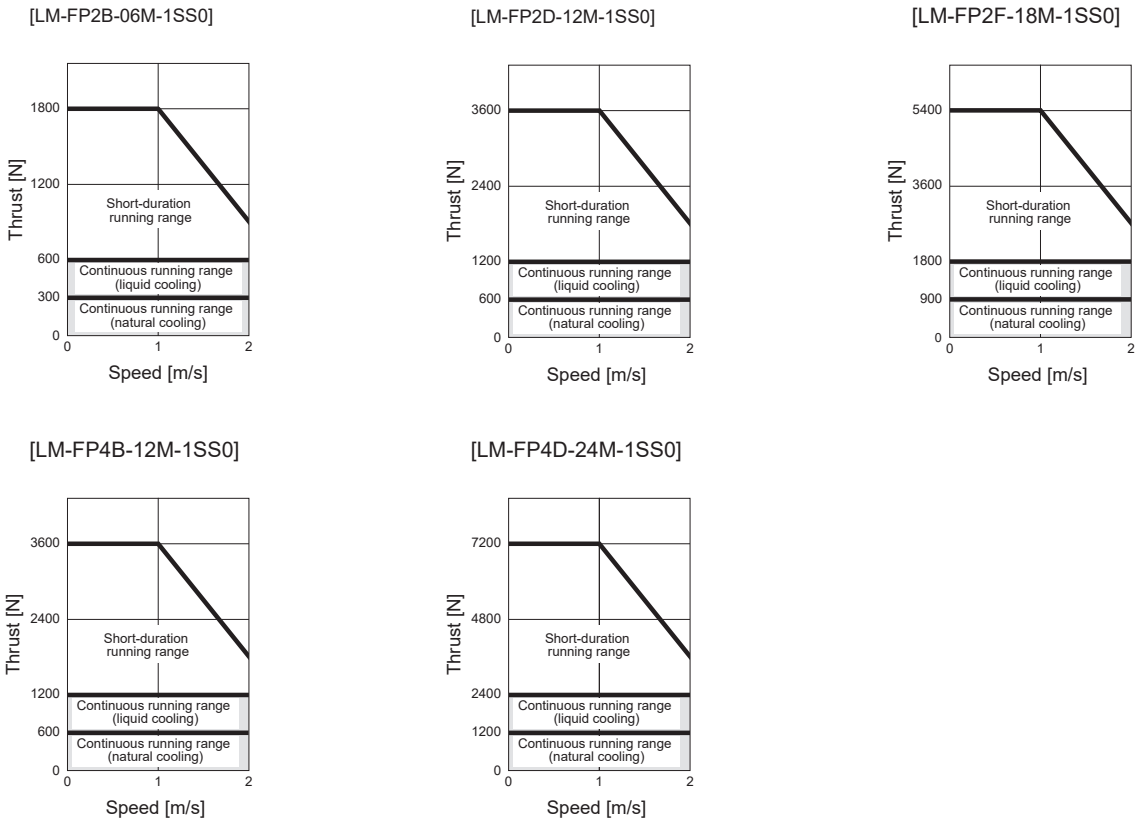 [LM-FP2B-06M-1SS0]
Thrust [N]
1800
1200
600
300
0
Short-duration
running range
Continuous running range
(liquid cooling)
Continuous running range
(natural cooling)
0
1
2
Speed [m/s]
[LM-FP2D-12M-1SS0]
Thrust [N]
3600
2400
1200
600
0
Short-duration
running range
Continuous running range
(liquid cooling)
Continuous running range
(natural cooling)
0
1
2
Speed [m/s]
[LM-FP2F-18M-1SS0]
Thrust [N]
5400
3600
1800
900
0
Short-duration
running range
Continuous running range
(liquid cooling)
Continuous running range
(natural cooling)
0
1
2
Speed [m/s]
[LM-FP4B-12M-1SS0]
Thrust [N]
3600
2400
1200
600
0
Short-duration
running range
Continuous running range
(liquid cooling)
Continuous running range
(natural cooling)
0
1
2
Speed [m/s]
[LM-FP4D-24M-1SS0]
Thrust [N]
7200
4800
2400
1200
0
Short-duration
running range
Continuous running range
(liquid cooling)
Continuous running range
(natural cooling)
0
1
2
Speed [m/s]